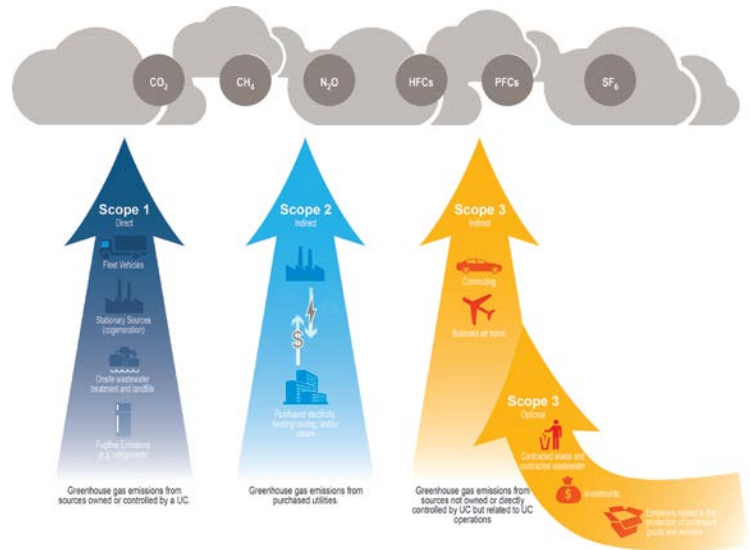 CO2
CH4
N2O
HFCs
PFCs
SF6
Scope 1
Direct
Fleet Vehicles
Stationary Sources
(cogeneration)
Onsite wastewater
treatment and landfills
Fugitive Emissions
(e.g. refrigerants)
Greenhouse gas emissions from
sources owned or controlled by a UC.
Scope 2
Indirect
$
Purchased electricity,
heating/cooling, and/or
steam
Greenhouse gas emissions from
purchased utilities.
Scope 3
Indirect
Commuting
Business air travel
Greenhouse gas emissions from
sources not owned or directly
controlled by UC but related to UC
operations
Scope 3
Optional
Contracted waste and
contracted wastewater
$
Investments
Emissions related to the
production of purchased
goods and services